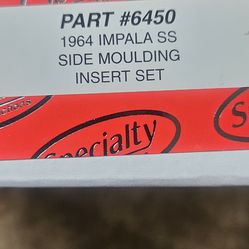 PART #6450
1964 IMPALA SS
SIDE MOULDING
INSERT SET
Specialty
S